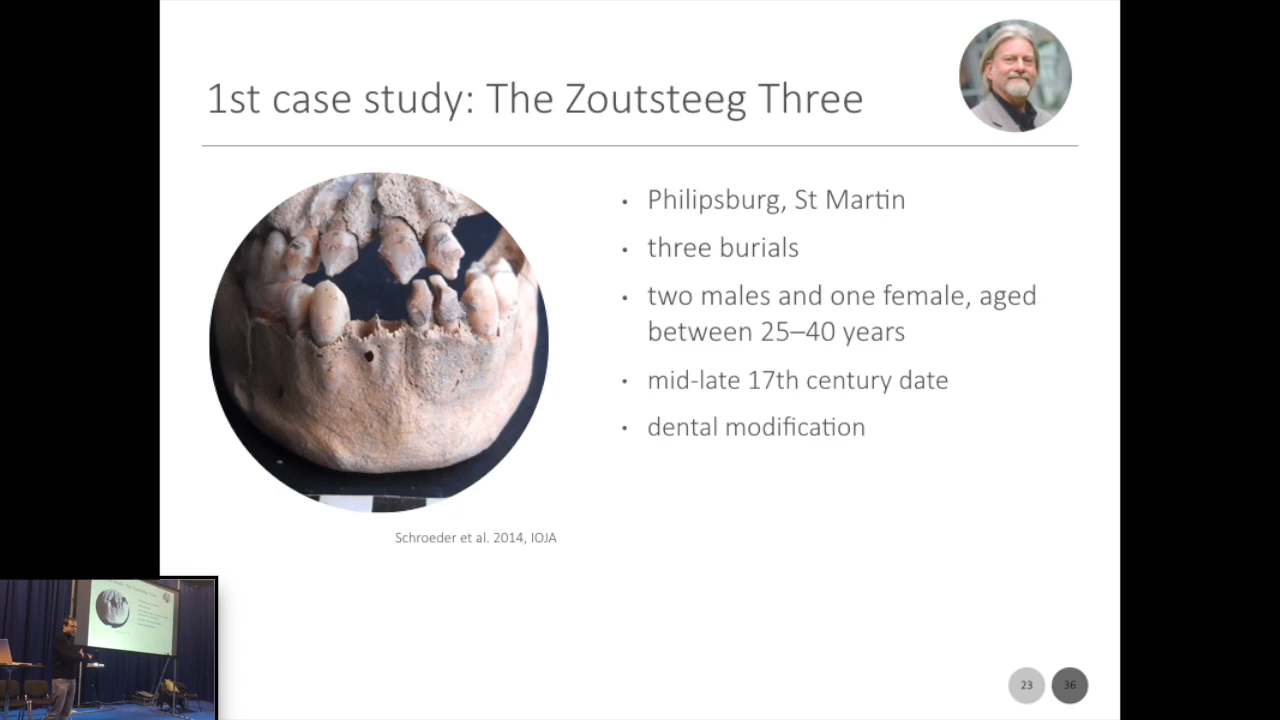 1st case study: The Zoutsteeg Three
• Philipsburg, St Martin
• three burials
• two males and one female, aged
between 25–40 years
• mid-late 17th century date
• dental modification
Schroeder et al. 2014, IOJA
23 36